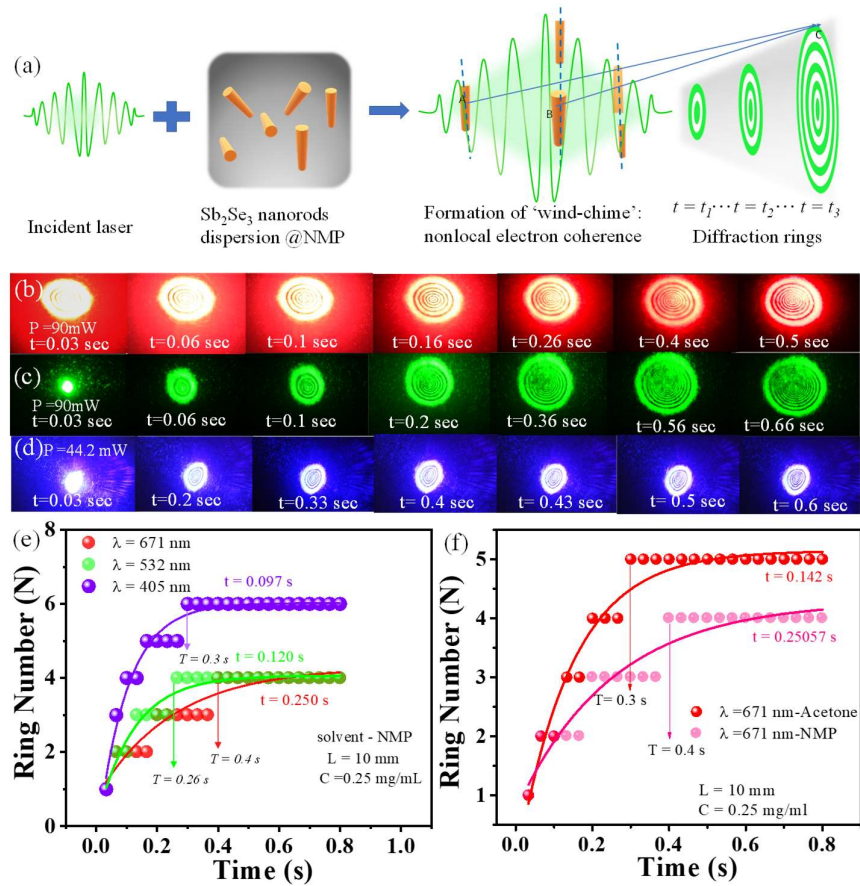 (a)
A
B
C
Incident laser
Sb₂Se₃ nanorods
dispersion @NMP
Formation of ‘wind-chime’:
nonlocal electron coherence
t = t₁··· t = t₂ ··· t = t₃
Diffraction rings
(b)
P =90mW
t=0.03 sec
t=0.06 sec
t=0.1 sec
t=0.16 sec
t=0.26 sec
t=0.4 sec
t=0.5 sec
(c)
P =90mW
t=0.03 sec
t=0.06 sec
t=0.1 sec
t=0.2 sec
t=0.36 sec
t=0.56 sec
t=0.66 sec
(d)
P =44.2 mW
t=0.03 sec
t=0.2 sec
t=0.33 sec
t=0.4 sec
t=0.43 sec
t=0.5 sec
t=0.6 sec
(e)
λ = 671 nm
λ = 532 nm
λ = 405 nm
t = 0.097 s
T = 0.3 s
t = 0.120 s
t = 0.250 s
T = 0.4 s
T = 0.26 s
solvent - NMP
L = 10 mm
C =0.25 mg/mL
Ring Number (N)
8
6
4
2
0
0.0 0.2 0.4 0.6 0.8 1.0
Time (s)
(f)
t = 0.142 s
t = 0.25057 s
T = 0.3 s
T = 0.4 s
λ =671 nm-Acetone
λ =671 nm-NMP
L = 10 mm
C = 0.25 mg/ml
Ring Number (N)
5
4
3
2
1
0.0 0.2 0.4 0.6 0.8
Time (s)